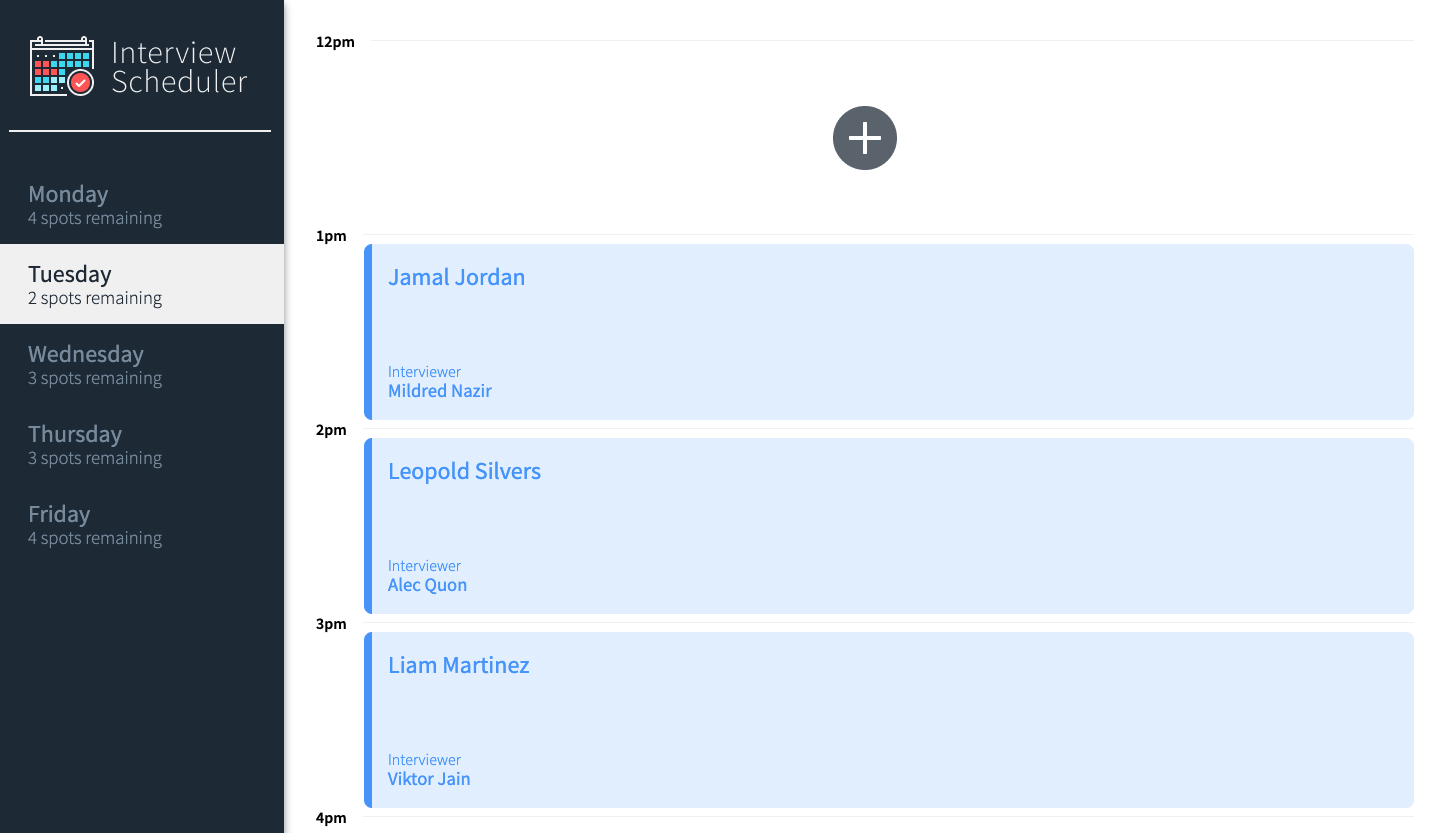 Interview
Scheduler
Monday
4 spots remaining
Tuesday
2 spots remaining
Wednesday
3 spots remaining
Thursday
3 spots remaining
Friday
4 spots remaining
12pm
1pm
Jamal Jordan
Interviewer
Mildred Nazir
2pm
Leopold Silvers
Interviewer
Alec Quon
3pm
Liam Martinez
Interviewer
Viktor Jain
4pm